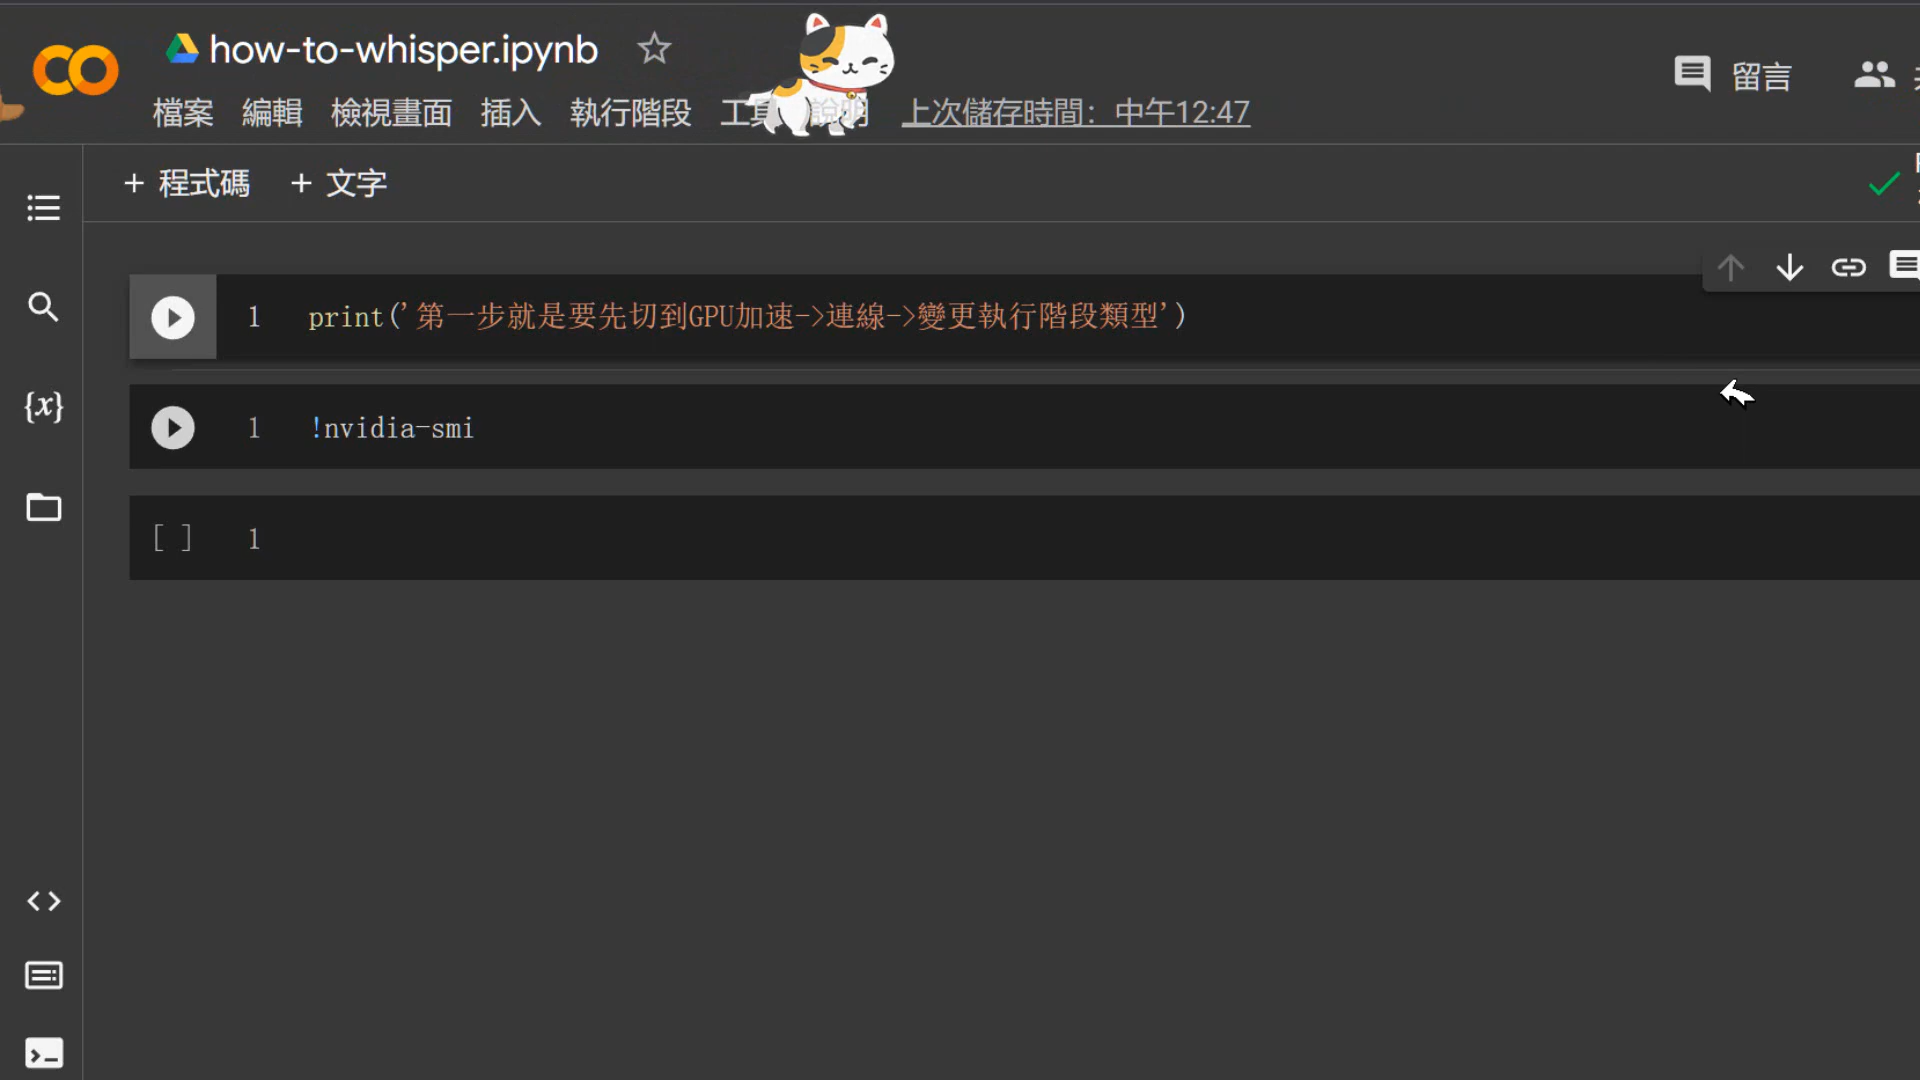 how-to-whisper.ipynb
留言
檔案 編輯 檢視畫面 插入 執行階段 工具 說明 上次儲存時間：中午12:47
+ 程式碼 + 文字
1 print('第一步就是要先切到GPU加速->連線->變更執行階段類型')
{x}
1 !nvidia-smi
[ ] 1